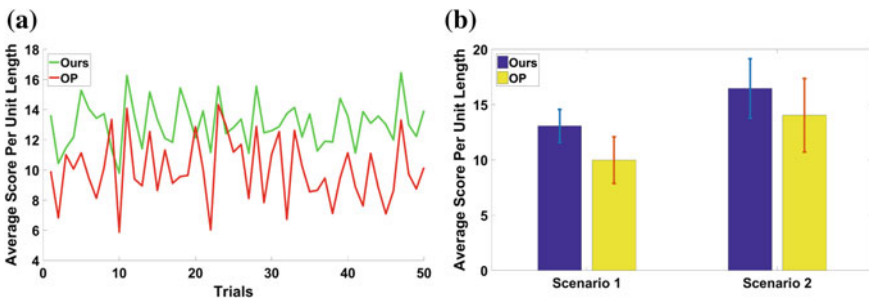 (a)
Average Score Per Unit Length
18
16
14
12
10
8
6
4
Ours
OP
0
10
20
30
40
50
Trials
(b)
Average Score Per Unit Length
20
15
10
5
0
Ours
OP
Scenario 1
Scenario 2